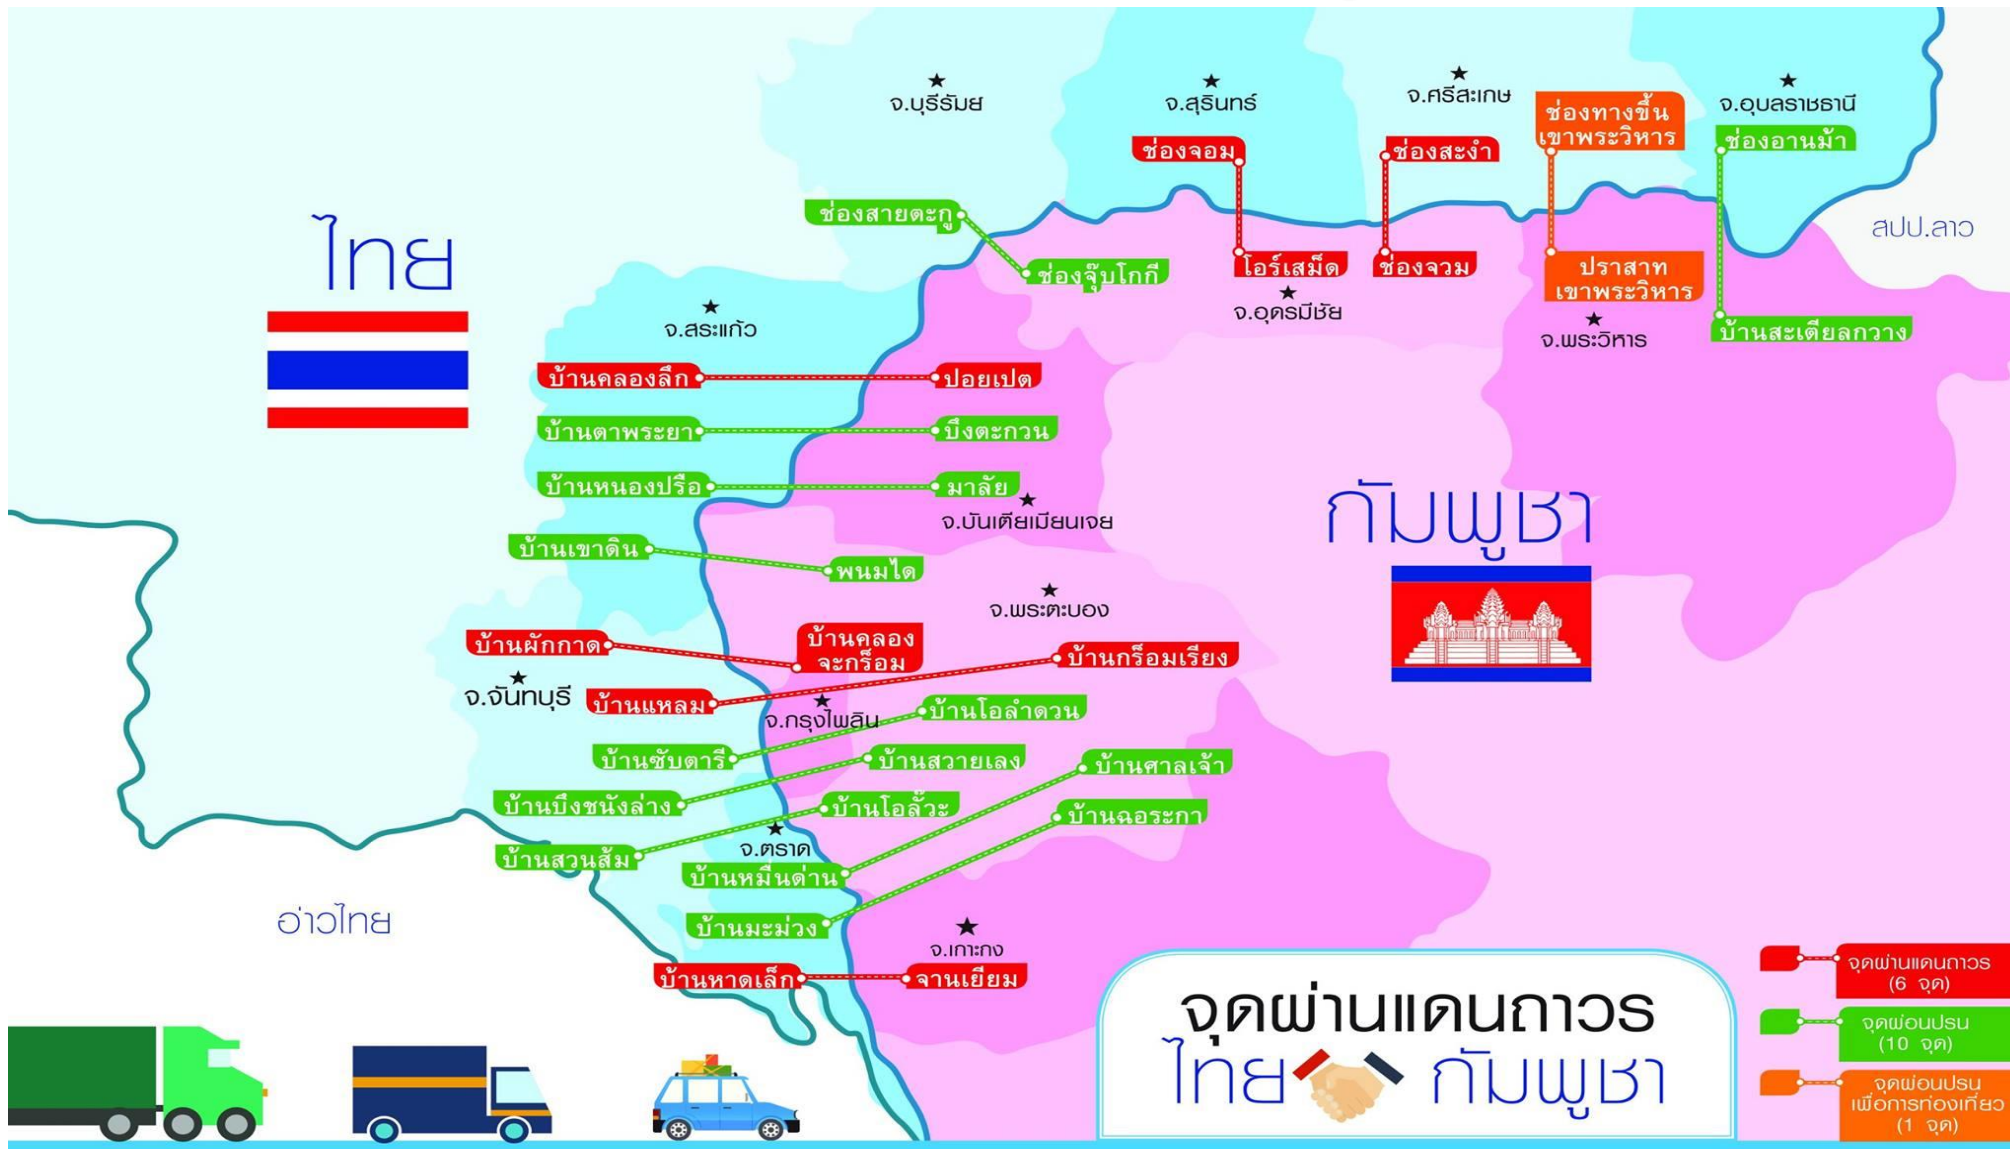 จ.บุรีรัมย์
จ.สุรินทร์
จ.ศรีสะเกษ
จ.อุบลราชธานี
ช่องทางขึ้น
เขาพระวิหาร
ช่องจอม
ช่องสะงำ
ช่องอานม้า
ช่องสายตะกู
สปป.ลาว
ไทย
ช่องจุ๊บโกกี
โอร์เสม็ด
ช่องจวม
ปราสาท
เขาพระวิหาร
จ.อุดรมีชัย
จ.พระวิหาร
บ้านสะเตียลกวาง
จ.สระแก้ว
บ้านคลองลึก
ปอยเปต
บ้านตาพระยา
บึงตะกวน
บ้านหนองปรือ
มาลัย
จ.บันเตียเมียนเจย
กัมพูชา
บ้านเขาดิน
พนมได
จ.พระตะบอง
บ้านผักกาด
บ้านคลอง
จะกร็อม
บ้านกร็อมเรียง
จ.จันทบุรี
บ้านแหลม
จ.กรุงไพลิน
บ้านโอลำดวน
บ้านซับตารี
บ้านสวายเลง
บ้านศาลเจ้า
บ้านบึงชนังล่าง
บ้านโอลั๊วะ
บ้านฉอระกา
จ.ตราด
บ้านสวนส้ม
บ้านหมื่นด่าน
บ้านมะม่วง
อ่าวไทย
จ.เกาะกง
บ้านหาดเล็ก
จานเยียม
จุดผ่านแดนถาวร
ไทย กัมพูชา
จุดผ่านแดนถาวร
(6 จุด)
จุดผ่อนปรน
(10 จุด)
จุดผ่อนปรน
เพื่อการท่องเที่ยว
(1 จุด)